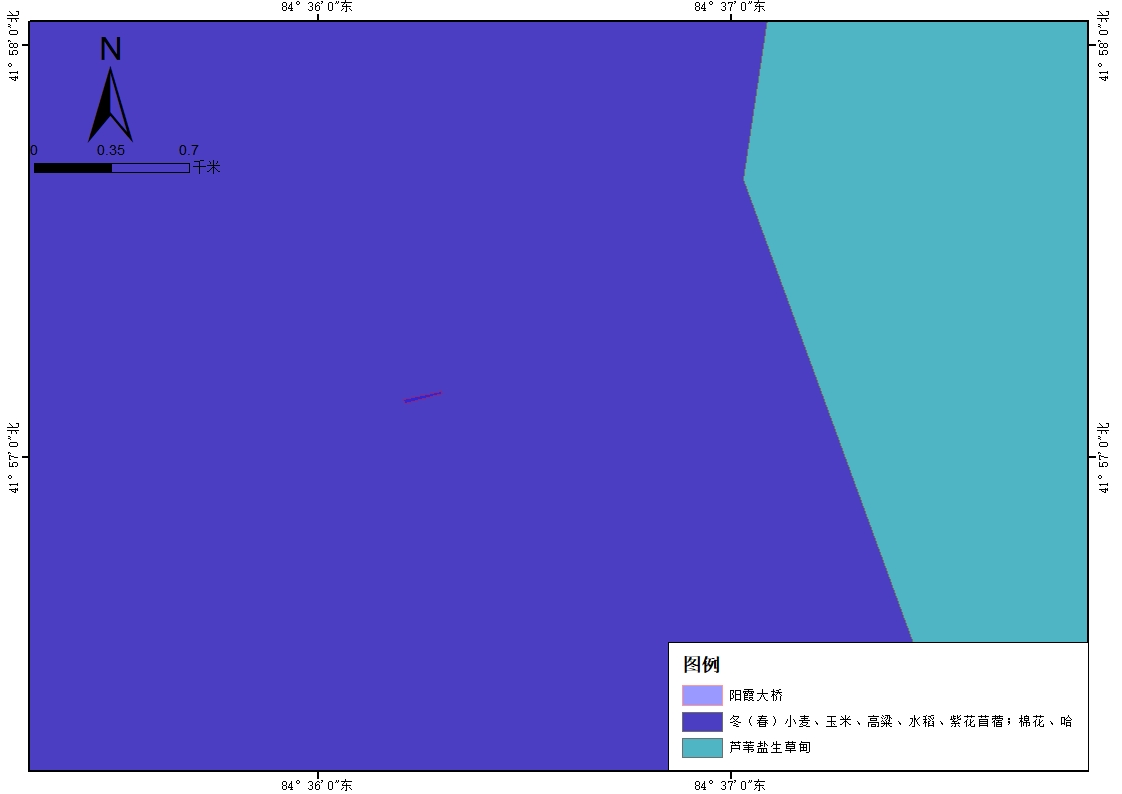 84° 36′0″东
84° 37′0″东
41° 58′0″北
41° 58′0″北
N
0 0.35 0.7
千米
41° 57′0″北
41° 57′0″北
图例
阳霞大桥
冬（春）小麦、玉米、高粱、水稻、紫花苜蓿；棉花、哈
芦苇盐生草甸
84° 36′0″东
84° 37′0″东